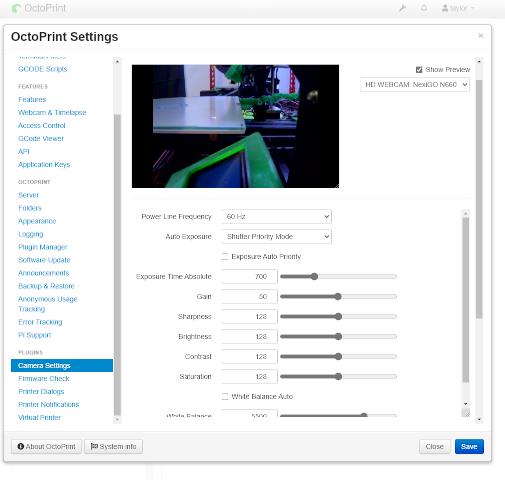 OctoPrint
taylor
OctoPrint Settings
×
GCODE Scripts
FEATURES
Features
Webcam & Timelapse
Access Control
GCode Viewer
API
Application Keys
OCTOPRINT
Server
Folders
Appearance
Logging
Plugin Manager
Software Update
Announcements
Backup & Restore
Anonymous Usage
Tracking
Error Tracking
Pi Support
PLUGINS
Camera Settings
Firmware Check
Printer Dialogs
Printer Notifications
Virtual Printer
Show Preview
HD WEBCAM: NexiGO N660
Power Line Frequency 60 Hz
Auto Exposure Shutter Priority Mode
Exposure Auto Priority
Exposure Time Absolute 700
Gain 50
Sharpness 128
Brightness 128
Contrast 128
Saturation 128
White Balance Auto
White Balance 5500
About OctoPrint System info Close Save